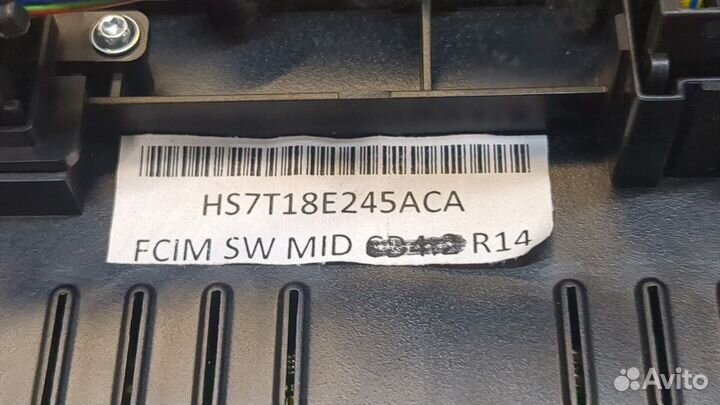 HS7T18E245ACA
FCIM SW MID R14
Avito